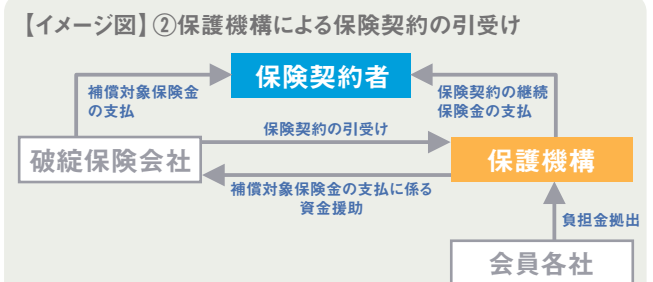 【イメージ図】②保護機構による保険契約の引受け
保険契約者
補償対象保険金
の支払
保険契約の継続
保険金の支払
保険契約の引受け
破綻保険会社
保護機構
補償対象保険金の支払に係る
資金援助
負担金拠出
会員各社